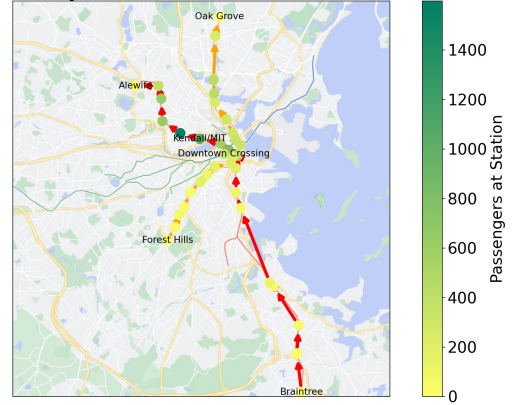 Oak Grove
Alewife
Kendall/MIT
Downtown Crossing
Forest Hills
Braintree
1400
1200
1000
800
600
400
200
0
Passengers at Station